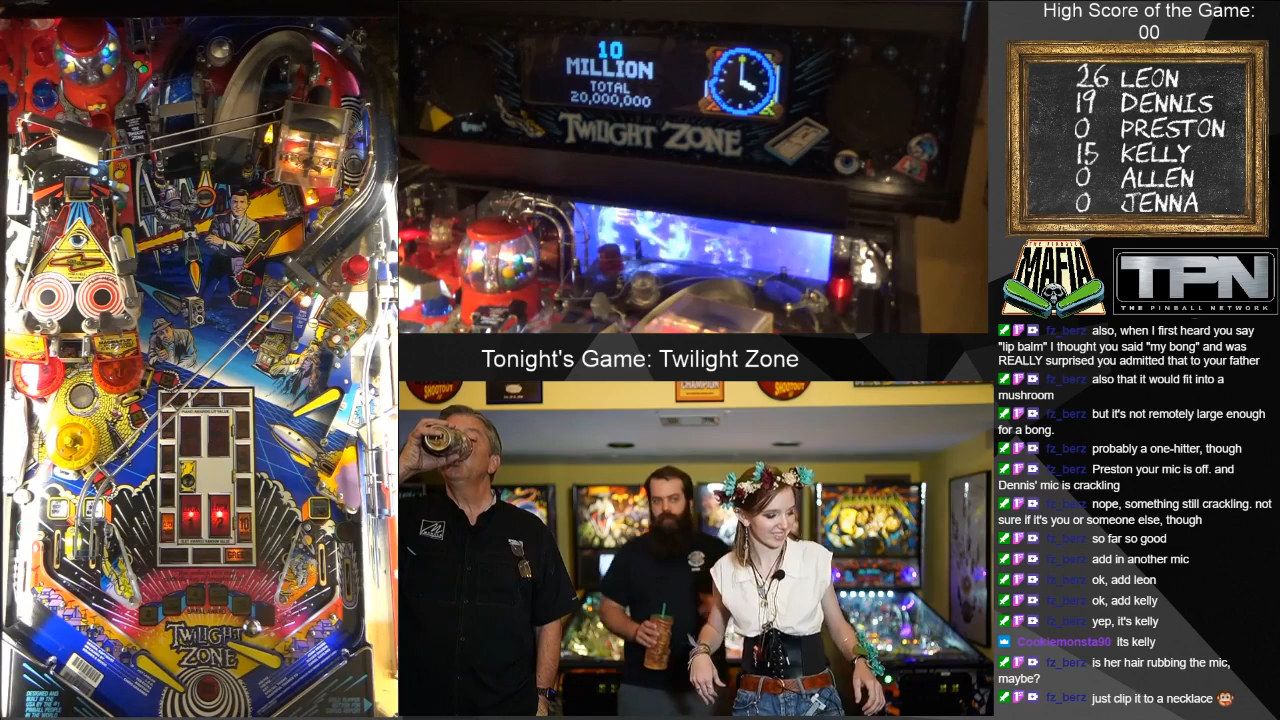 10
MILLION
TOTAL
20,000,000
TWILIGHT ZONE
TWILIGHT
ZONE
Tonight's Game: Twilight Zone
SHOOTOUT
CHAMPION
SHOOTOUT
High Score of the Game:
00
26 LEON
19 DENNIS
0 PRESTON
15 KELLY
0 ALLEN
0 JENNA
THE PINBALL
MAFIA
TPN
THE PINBALL NETWORK
fz_berz also, when I first heard you say
"lip balm" I thought you said "my bong" and was
REALLY surprised you admitted that to your father
fz_berz also that it would fit into a
mushroom
fz_berz but it's not remotely large enough
for a bong.
fz_berz probably a one-hitter, though
fz_berz Preston your mic is off. and
Dennis' mic is crackling
fz_berz nope, something still crackling. not
sure if it's you or someone else, though
fz_berz so far so good
fz_berz add in another mic
fz_berz ok, add leon
fz_berz ok, add kelly
fz_berz yep, it's kelly
Cookiemonsta90 its kelly
fz_berz is her hair rubbing the mic,
maybe?
fz_berz just clip it to a necklace